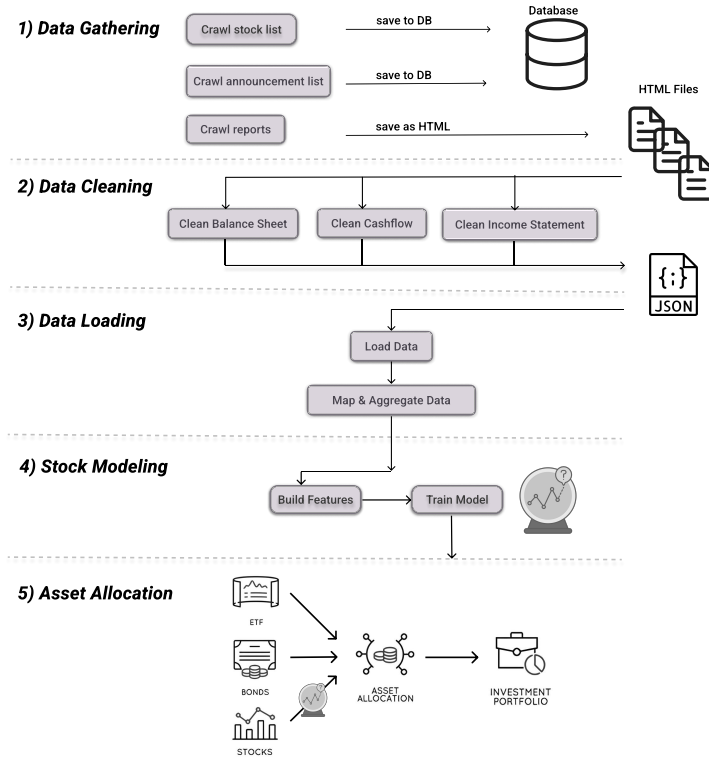 1) Data Gathering
Crawl stock list
save to DB
Database
Crawl announcement list
save to DB
HTML Files
Crawl reports
save as HTML
2) Data Cleaning
Clean Balance Sheet
Clean Cashflow
Clean Income Statement
{;}
JSON
3) Data Loading
Load Data
Map & Aggregate Data
4) Stock Modeling
Build Features
Train Model
?
5) Asset Allocation
ETF
BONDS
?
STOCKS
ASSET
ALLOCATION
INVESTMENT
PORTFOLIO